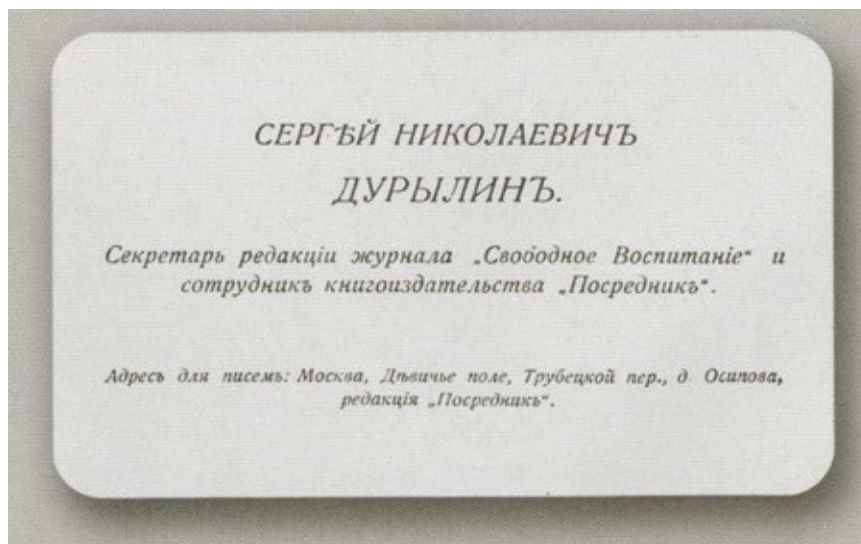 СЕРГѢЙ НИКОЛАЕВИЧЪ
ДУРЫЛИНЪ.
Секретарь редакціи журнала „Свободное Воспитаніе“ и
сотрудникъ книгоиздательства „Посредникъ“.
Адресъ для писемъ: Москва, Дѣвичье поле, Трубецкой пер., д. Осипова,
редакція „Посредникъ“.